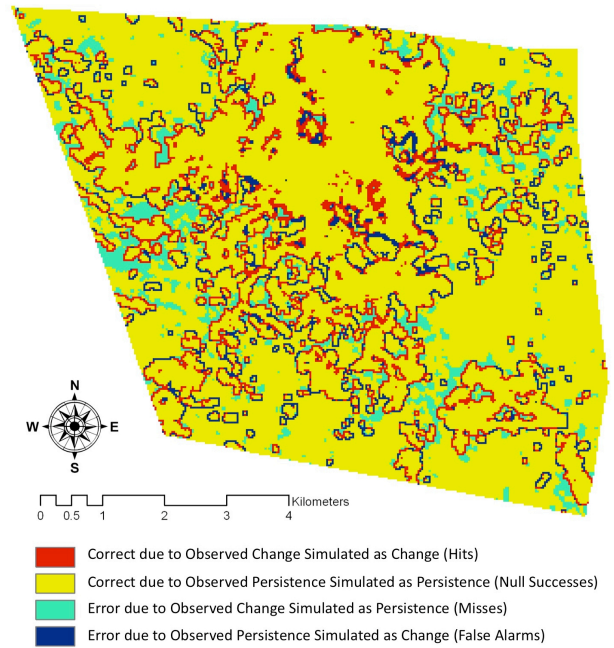 N
W E
S
Kilometers
0 0.5 1 2 3 4
Correct due to Observed Change Simulated as Change (Hits)
Correct due to Observed Persistence Simulated as Persistence (Null Successes)
Error due to Observed Change Simulated as Persistence (Misses)
Error due to Observed Persistence Simulated as Change (False Alarms)